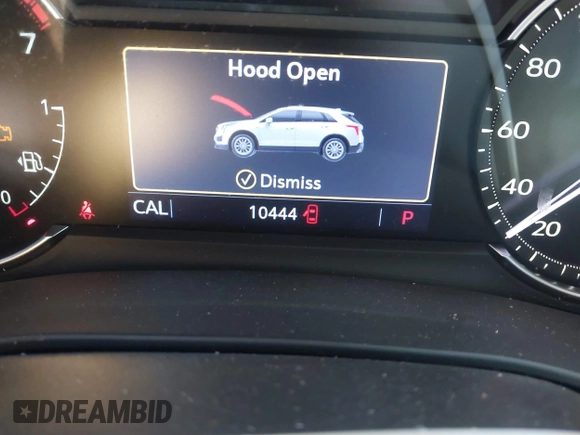 7
Hood Open
80
1
60
Dismiss
40
0
CAL
10444
P
20
DREAMBID